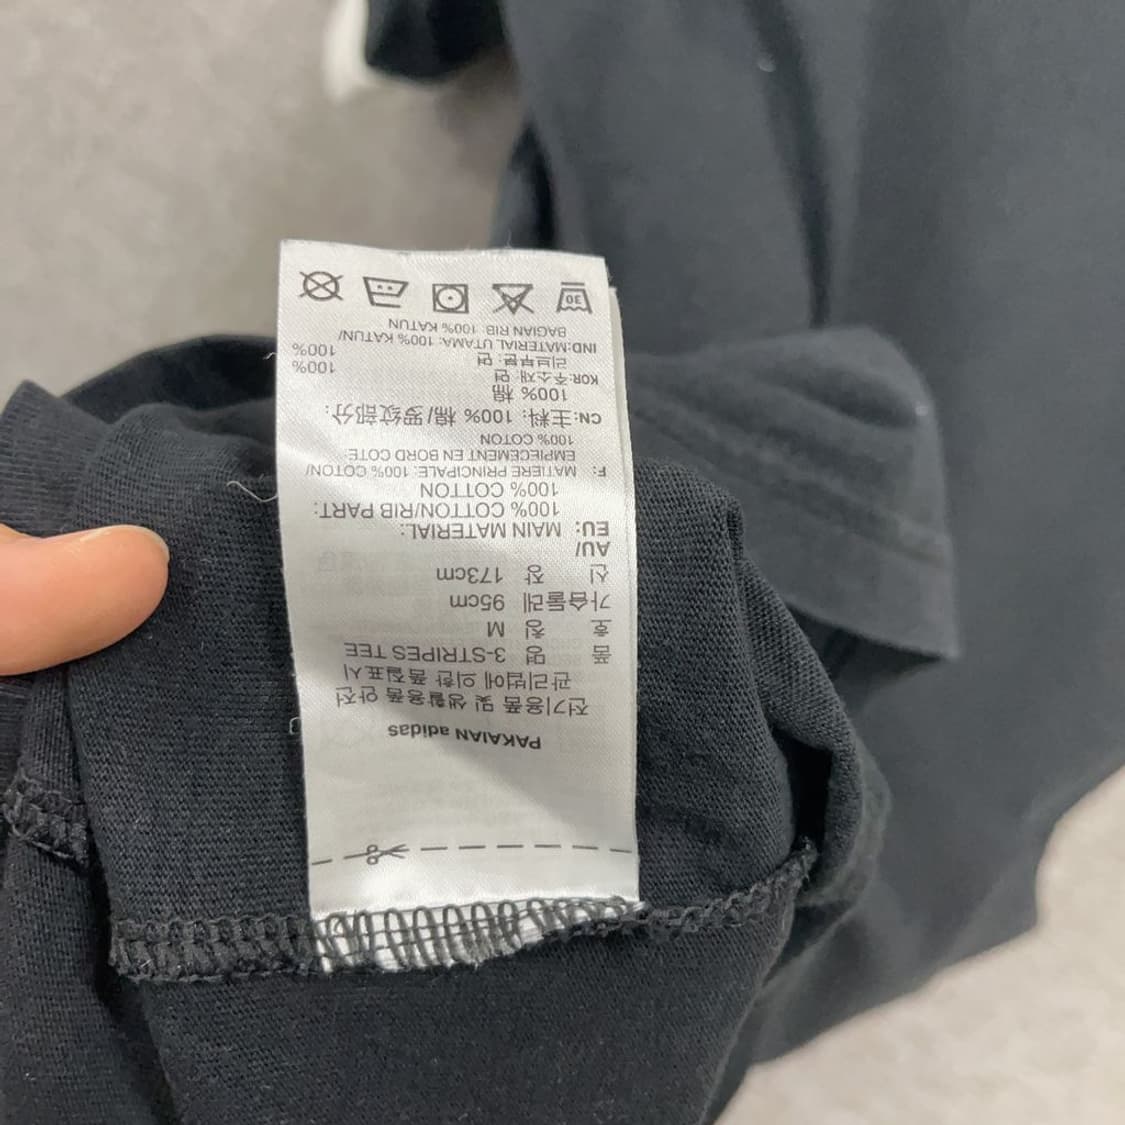 PAKAIAN adidas
전기용품 및 생활용품 안전
관리법에 의한 품질표시
품 명 3-STRIPES TEE
호 칭 M
가슴둘레 95cm
신 장 173cm
AU/
EU: MAIN MATERIAL:
100% COTTON/RIB PART:
100% COTTON
F: MATIERE PRINCIPALE: 100% COTON/
EMPIECEMENT EN BORD COTE:
100% COTON
CN: 主料: 100% 棉/ 罗纹部分:
100% 棉
KOR: 주소재: 면 100%
리브부분: 면 100%
IND: MATERIAL UTAMA: 100% KATUN/
BAGIAN RIB: 100% KATUN
30